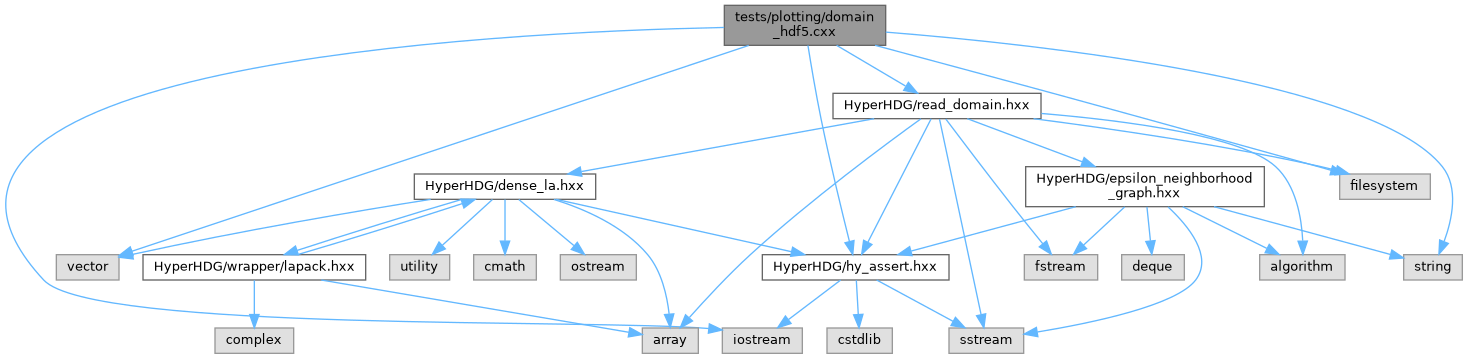 tests/plotting/domain
_hdf5.cxx
HyperHDG/read_domain.hxx
HyperHDG/dense_la.hxx
HyperHDG/epsilon_neighborhood
_graph.hxx
filesystem
vector
HyperHDG/wrapper/lapack.hxx
utility
cmath
ostream
HyperHDG/hy_assert.hxx
fstream
deque
algorithm
string
complex
array
iostream
cstdlib
sstream